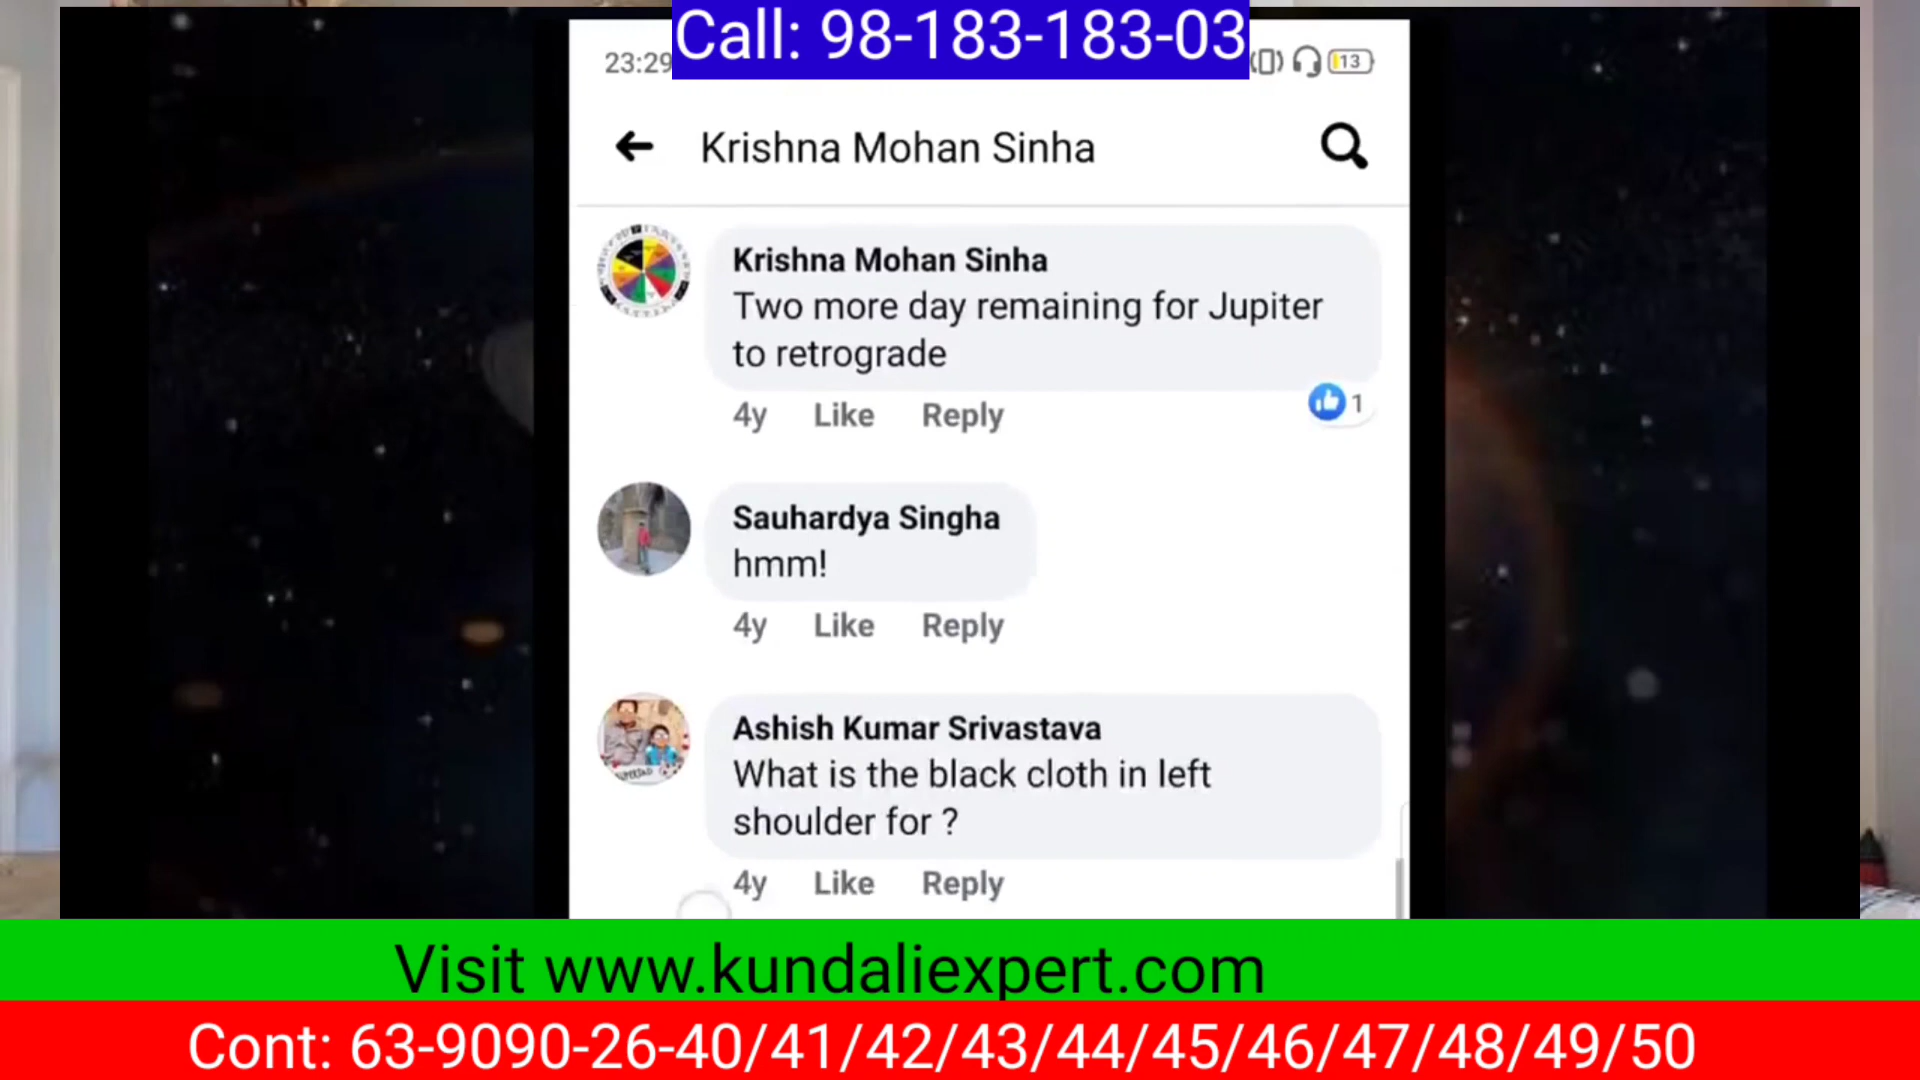 Call: 98-183-183-03
23:29
13
Krishna Mohan Sinha
Krishna Mohan Sinha
Two more day remaining for Jupiter
to retrograde
4y Like Reply
1
Sauhardya Singha
hmm!
4y Like Reply
Ashish Kumar Srivastava
What is the black cloth in left
shoulder for ?
4y Like Reply
Visit www.kundaliexpert.com
Cont: 63-9090-26-40/41/42/43/44/45/46/47/48/49/50